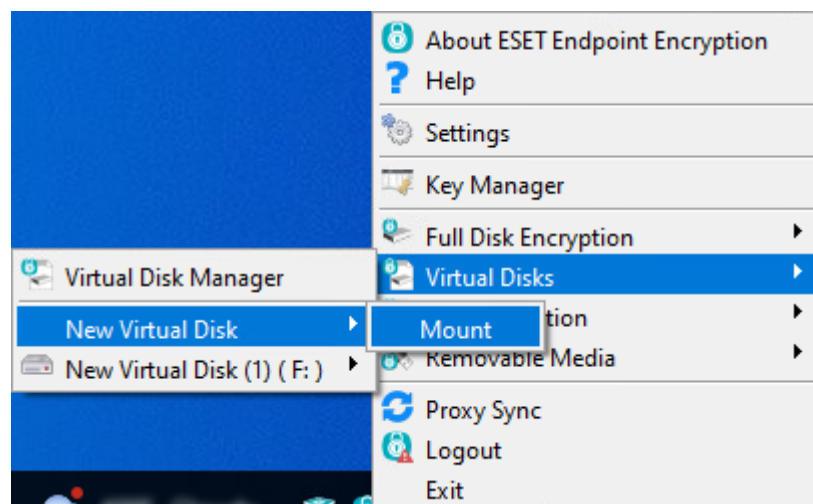 About ESET Endpoint Encryption
Help
Settings
Key Manager
Full Disk Encryption
Virtual Disks
Virtual Disk Manager
New Virtual Disk
Mount
tion
New Virtual Disk (1) ( F: )
Removable Media
Proxy Sync
Logout
Exit